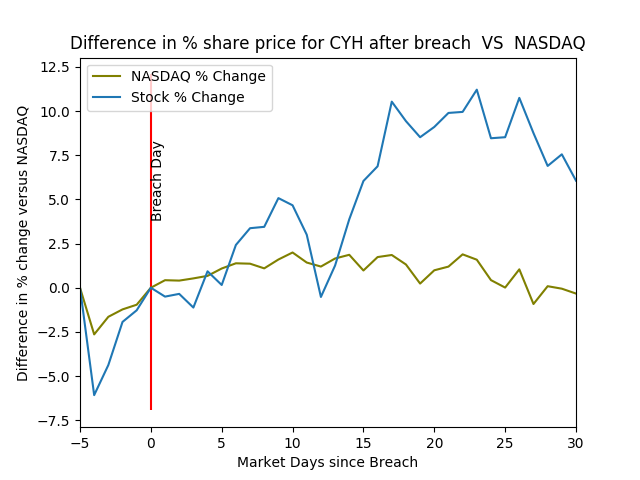 Difference in % share price for CYH after breach  VS  NASDAQ
12.5
10.0
7.5
5.0
2.5
0.0
−2.5
−5.0
−7.5
Difference in % change versus NASDAQ
NASDAQ % Change
Stock % Change
Breach Day
−5
0
5
10
15
20
25
30
Market Days since Breach